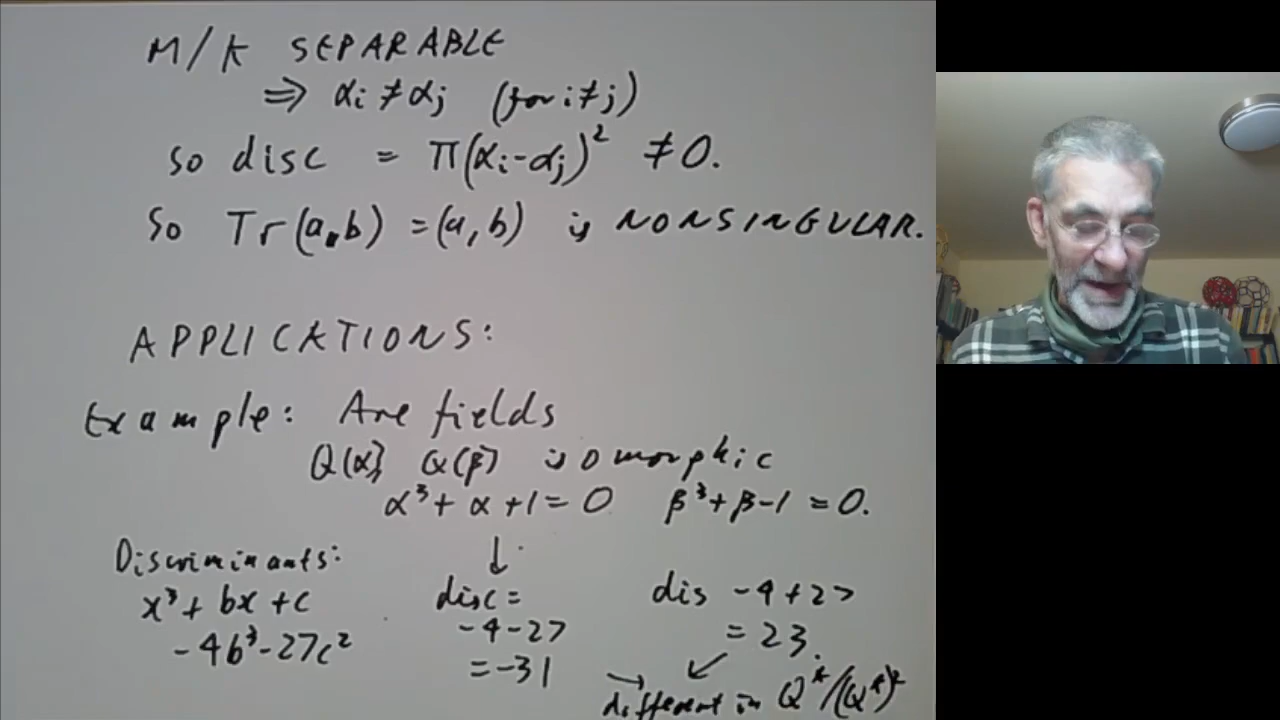 M/K SEPARABLE
⇒ αi ≠ αj (for i ≠ j)
so disc = π(αi-αj)² ≠ 0.
So Tr(a,b) = (a,b) is NONSINGULAR.
APPLICATIONS:
Example: Are fields
Q(α) Q(β) isomorphic
α³ + α + 1 = 0 β³ + β - 1 = 0.
Discriminants:
x³ + bx + c
-4b³ - 27c²
↓
disc =
-4 - 27
= -31
dis -4 + 27
= 23.
→ ↙
different in Q*/(Q*)²